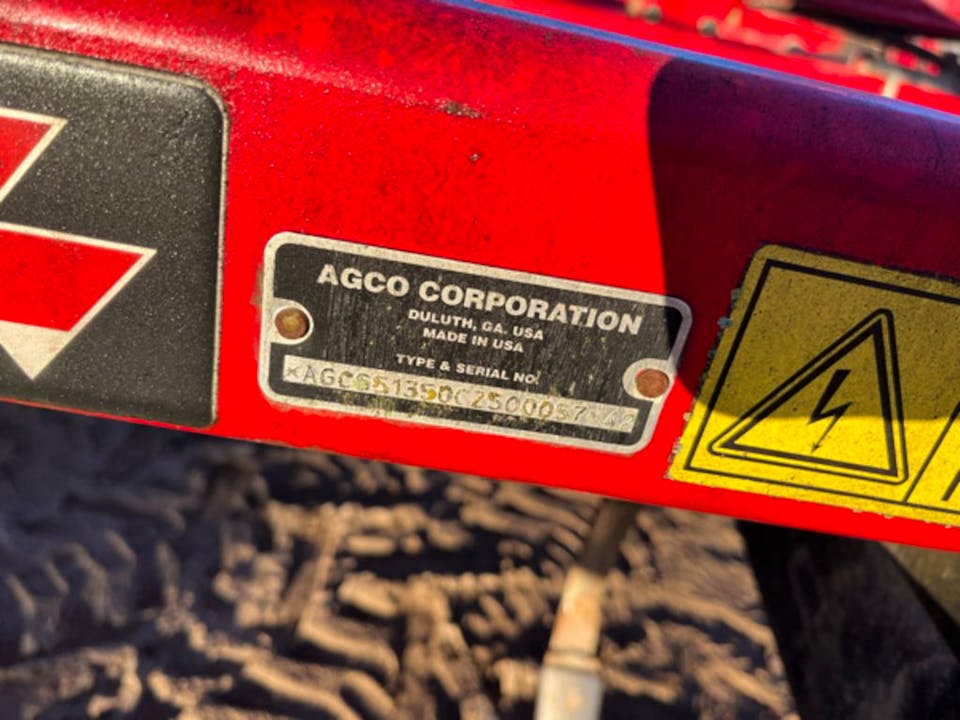 AGCO CORPORATION
DULUTH, GA. USA
MADE IN USA
TYPE & SERIAL NO.